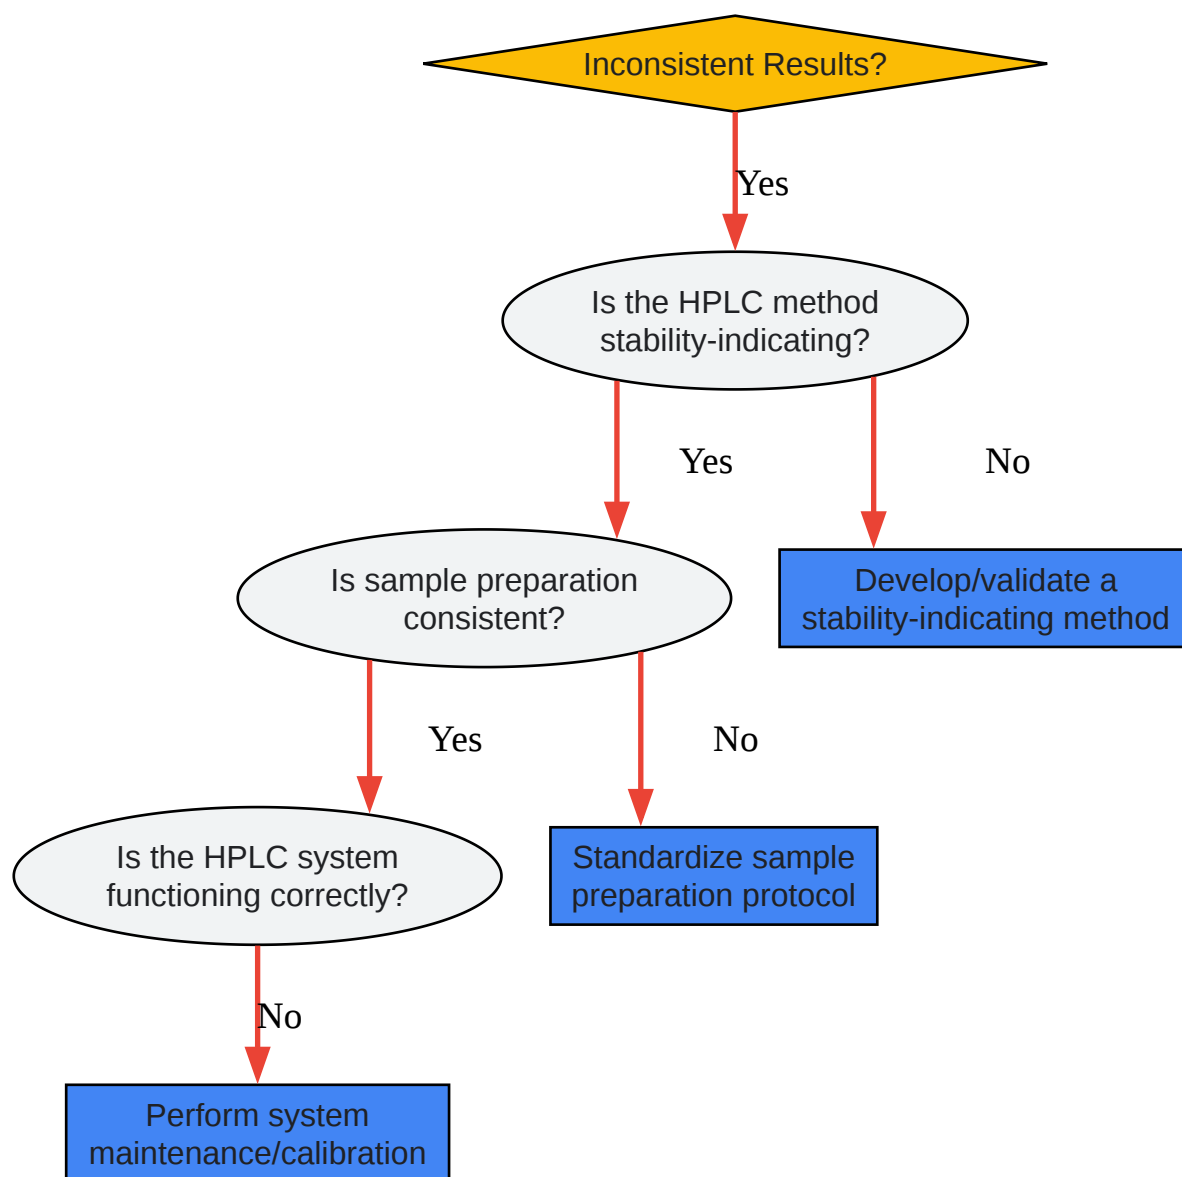 Inconsistent Results?
Yes
Is the HPLC method
stability-indicating?
Yes
No
Is sample preparation
consistent?
Develop/validate a
stability-indicating method
Yes
No
Is the HPLC system
functioning correctly?
Standardize sample
preparation protocol
No
Perform system
maintenance/calibration